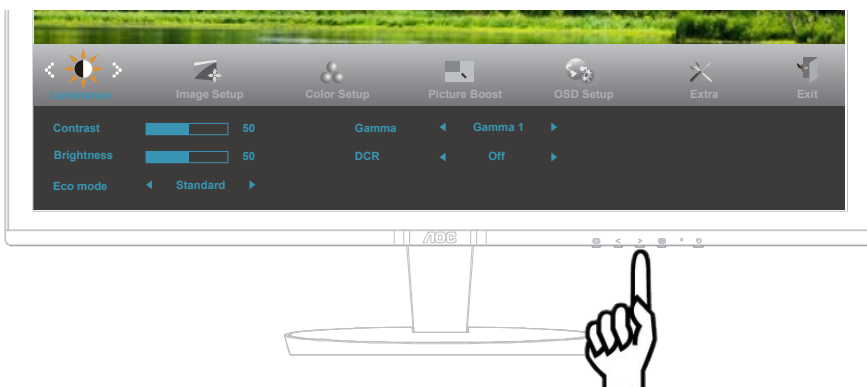 Luminance Image Setup Color Setup Picture Boost OSD Setup Extra Exit
Contrast 50 Gamma Gamma 1
Brightness 50 DCR Off
Eco mode Standard
AOC